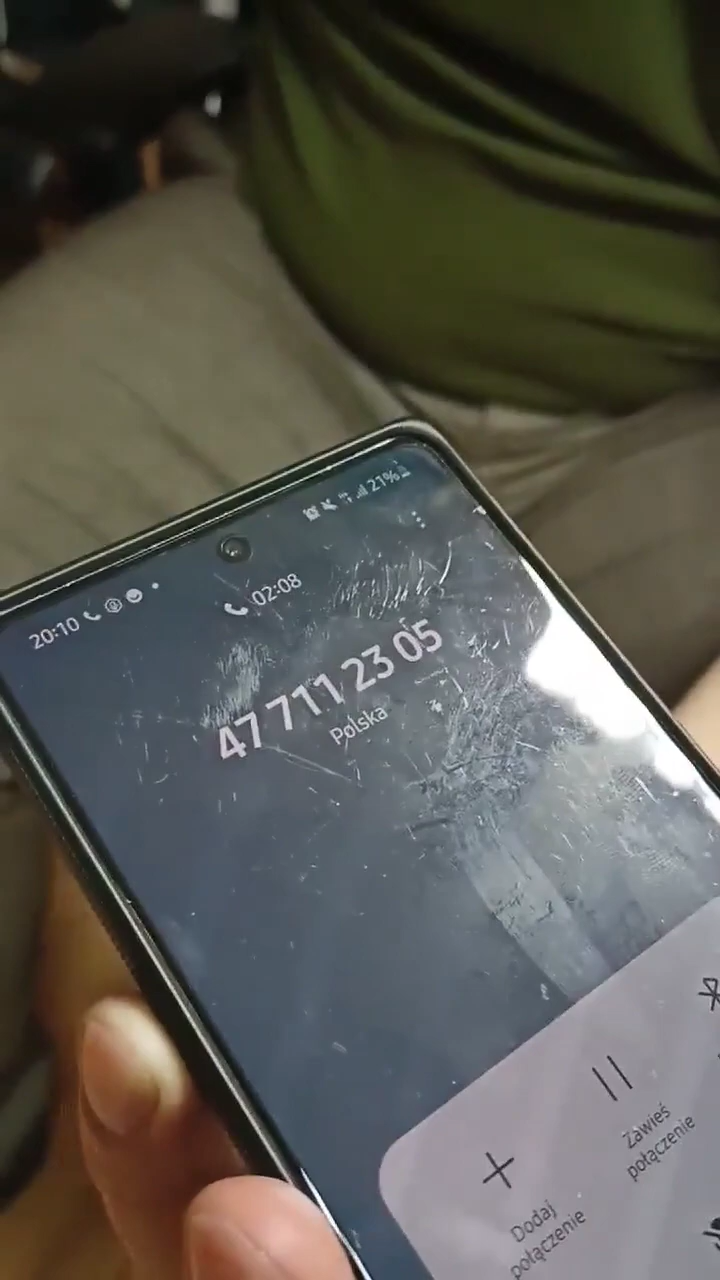 20:10
21%
02:08
47 711 23 05
Polska
Zawieś
połączenie
Dodaj
połączenie